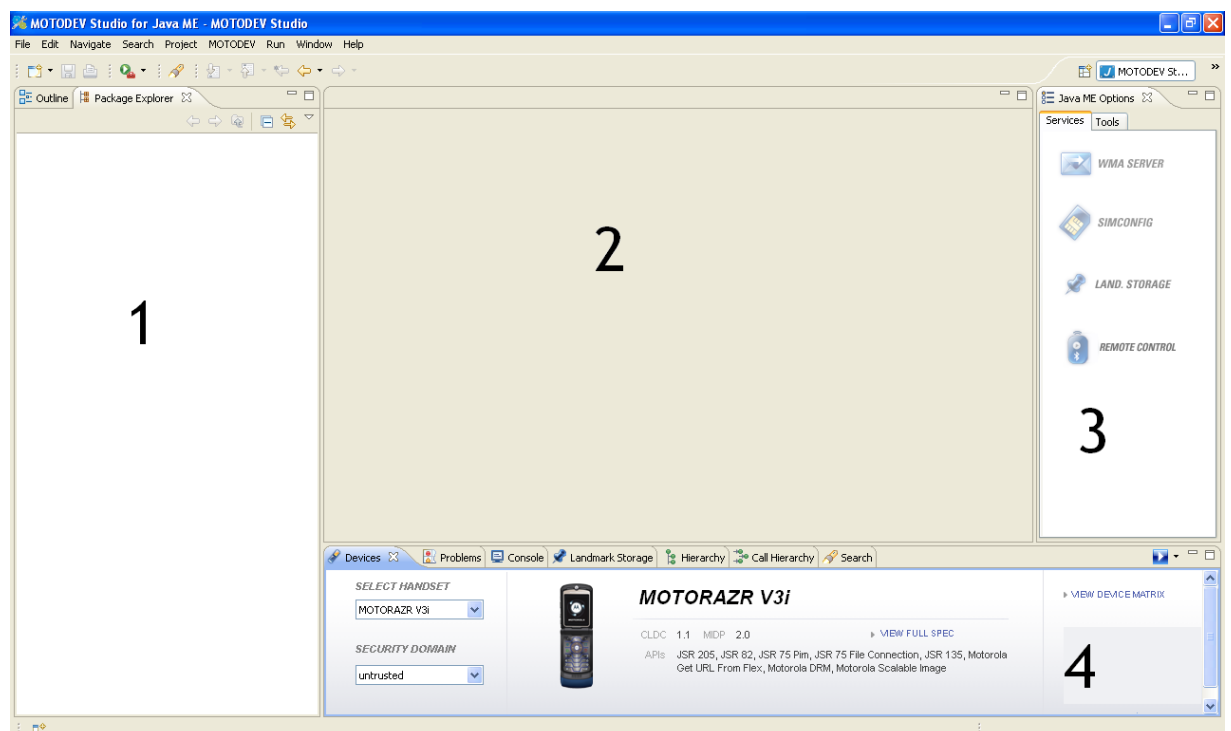 MOTODEV Studio for Java ME - MOTODEV Studio
File Edit Navigate Search Project MOTODEV Run Window Help
MOTODEV St...
Outline Package Explorer
Java ME Options
Services Tools
WMA SERVER
SIMCONFIG
LAND. STORAGE
REMOTE CONTROL
1
2
3
Devices Problems Console Landmark Storage Hierarchy Call Hierarchy Search
SELECT HANDSET
MOTORAZR V3i
SECURITY DOMAIN
untrusted
MOTORAZR V3i
CLDC 1.1 MIDP 2.0 VIEW FULL SPEC
APIs JSR 205, JSR 82, JSR 75 Pim, JSR 75 File Connection, JSR 135, Motorola
Get URL From Flex, Motorola DRM, Motorola Scalable Image
VIEW DEVICE MATRIX
4